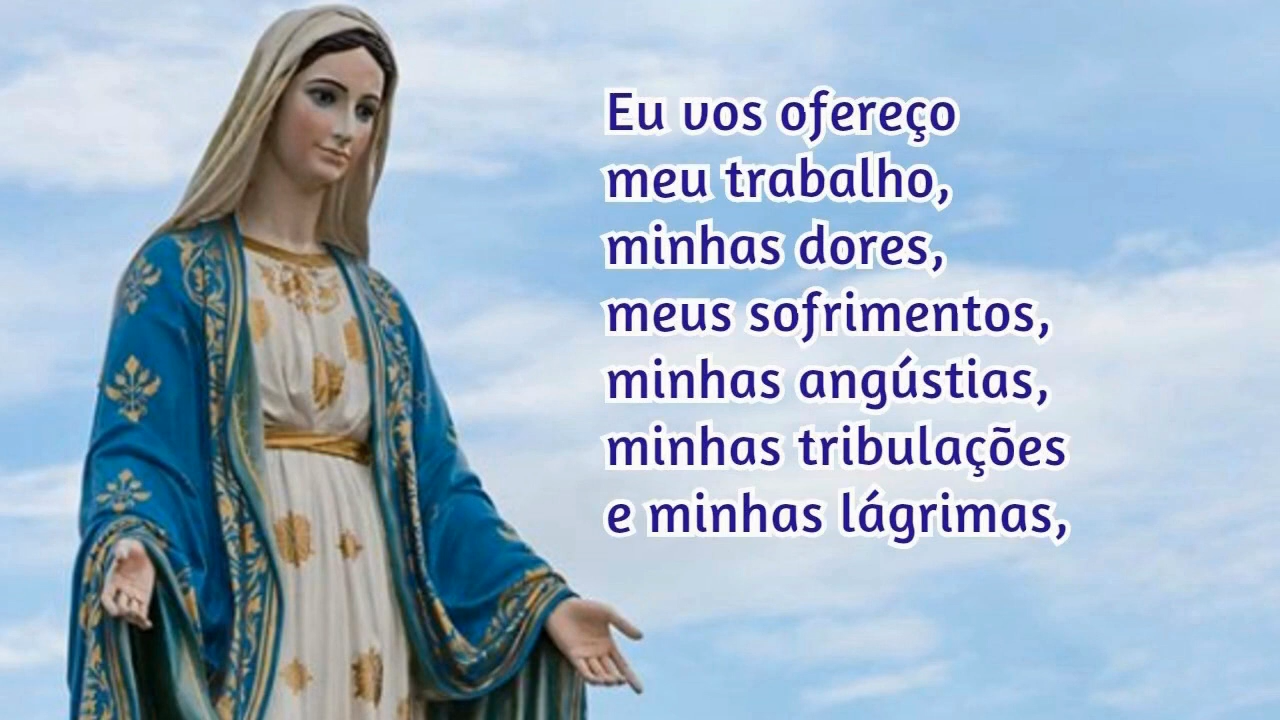 Eu vos ofereço
meu trabalho,
minhas dores,
meus sofrimentos,
minhas angústias,
minhas tribulações
e minhas lágrimas,